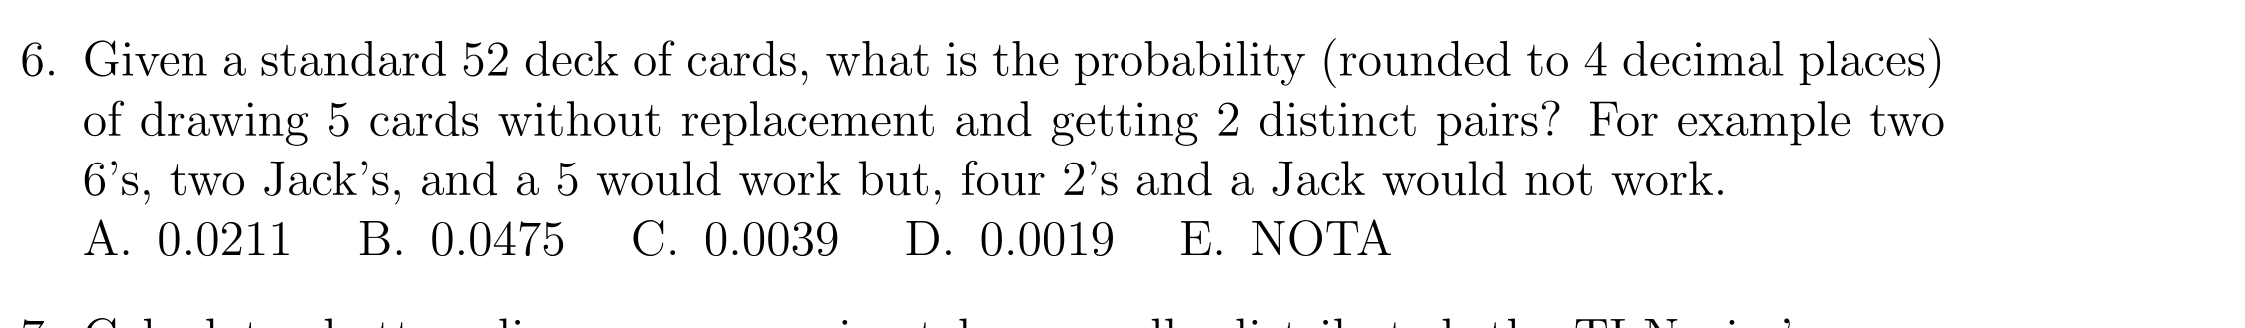 6. Given a standard 52 deck of cards, what is the probability (rounded to 4 decimal places)
of drawing 5 cards without replacement and getting 2 distinct pairs? For example two
6's, two Jack's, and a 5 would work but, four 2's and a Jack would not work.
A. 0.0211 B. 0.0475 C. 0.0039 D. 0.0019 E. NOTA